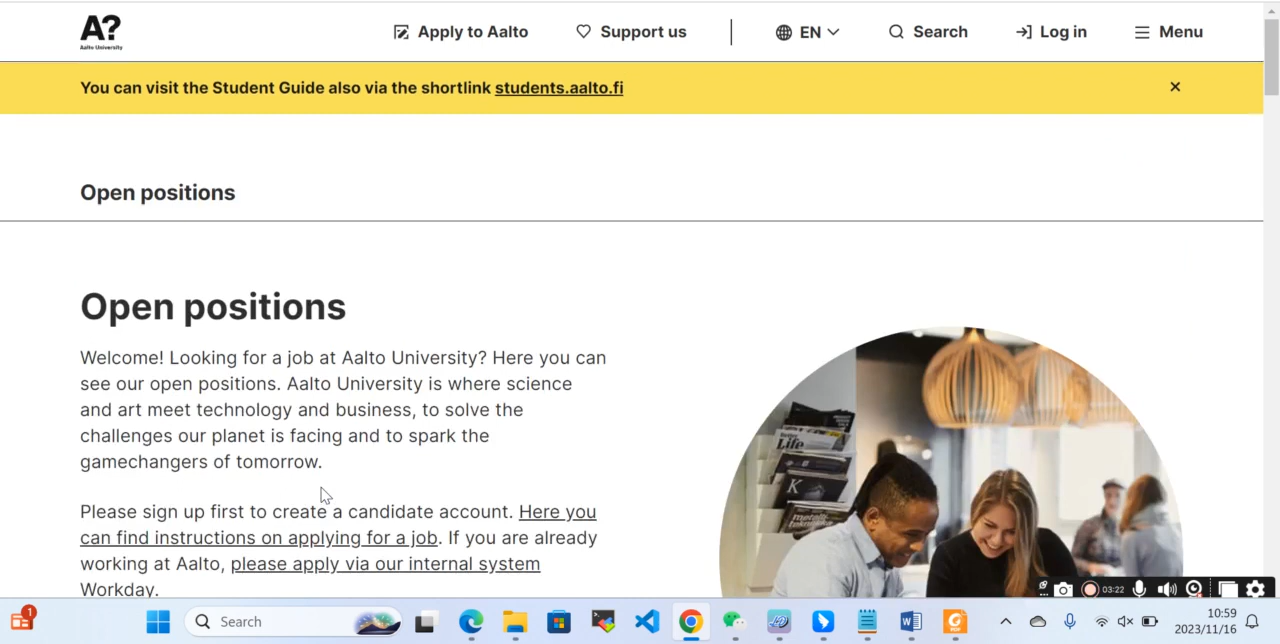 A?
Aalto University
Apply to Aalto
Support us
EN
Search
Log in
Menu
You can visit the Student Guide also via the shortlink students.aalto.fi
Open positions
Open positions
Welcome! Looking for a job at Aalto University? Here you can
see our open positions. Aalto University is where science
and art meet technology and business, to solve the
challenges our planet is facing and to spark the
gamechangers of tomorrow.
Please sign up first to create a candidate account. Here you
can find instructions on applying for a job. If you are already
working at Aalto, please apply via our internal system
Workday.
Life
K
03:22
1
Search
10:59
2023/11/16